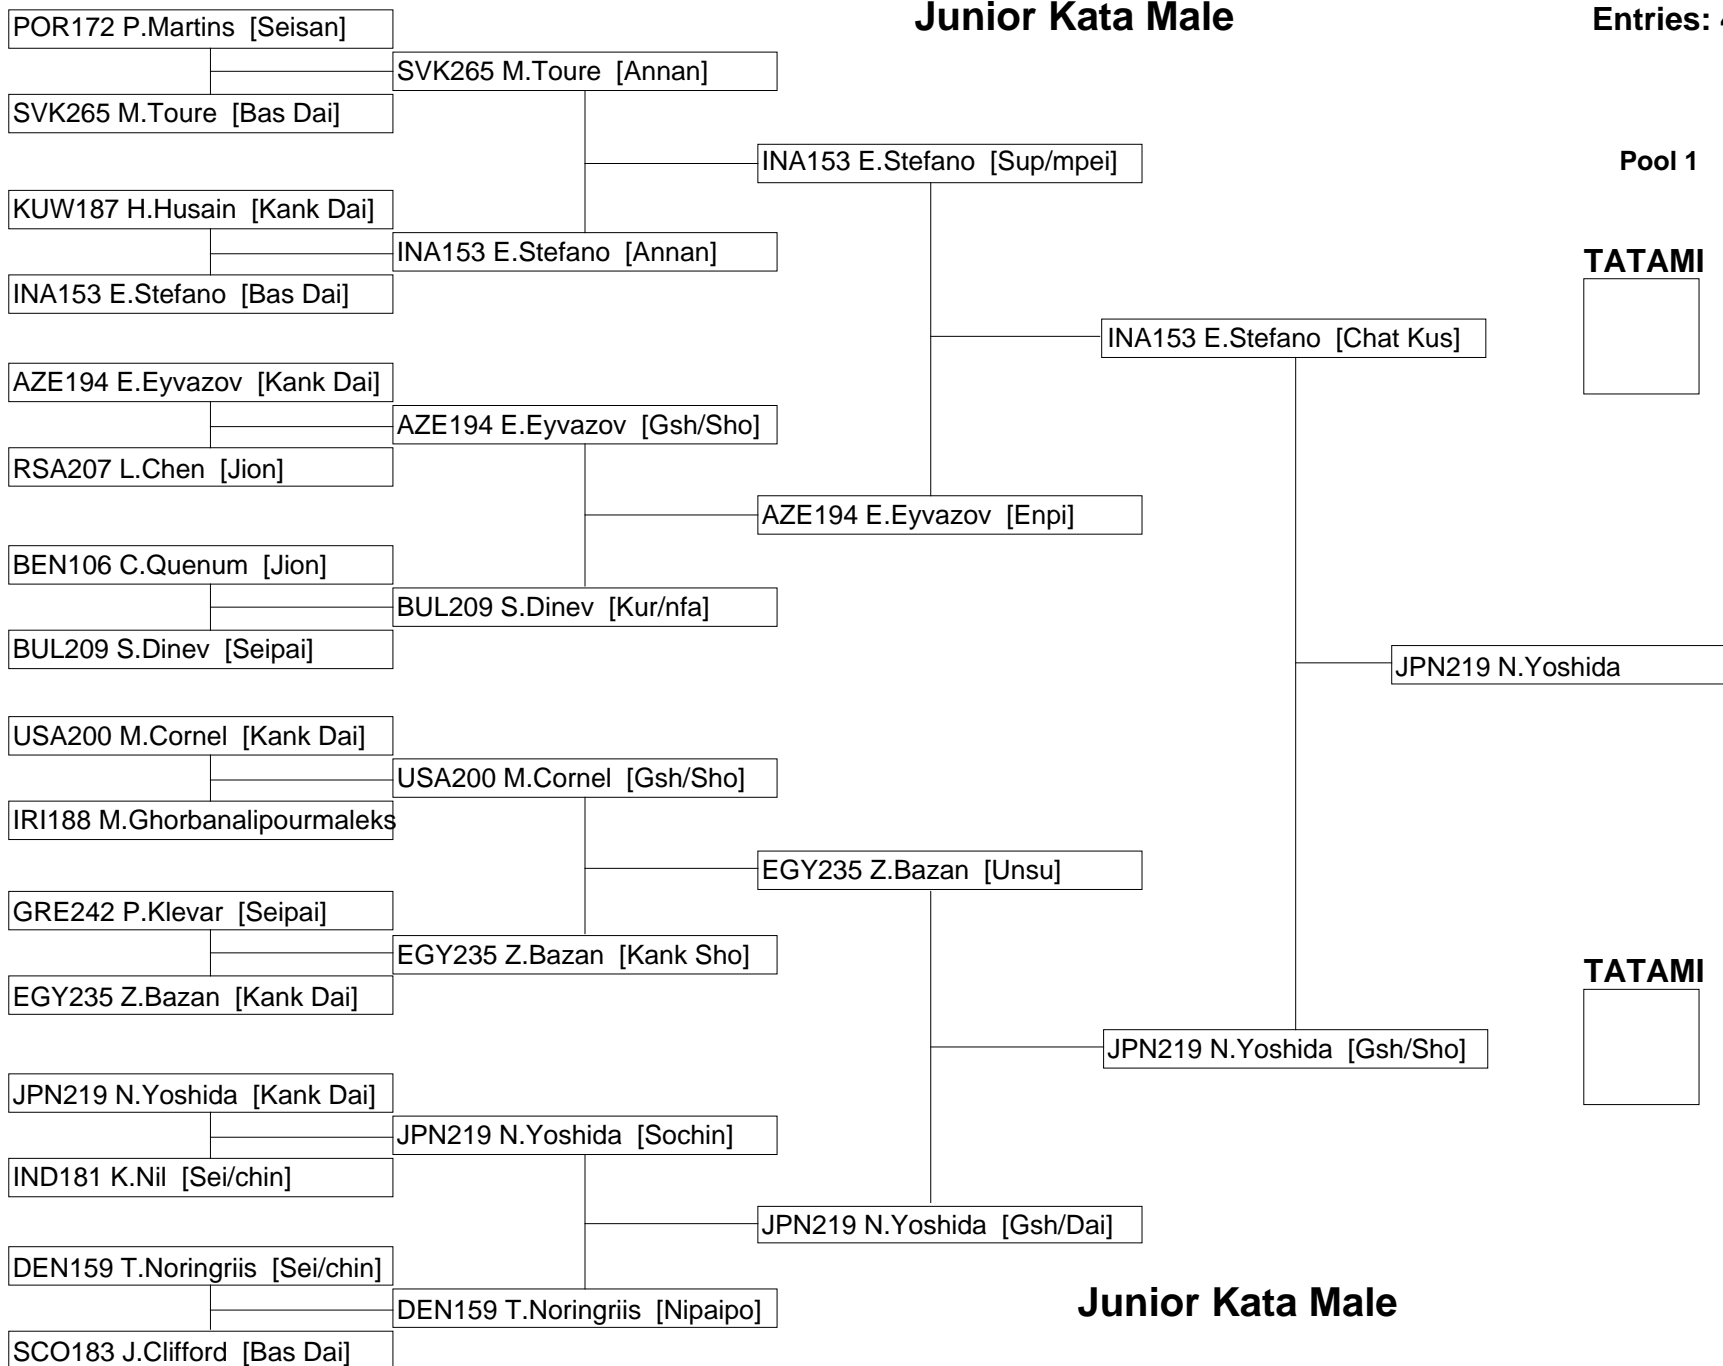 Junior Kata Male
Entries:
POR172 P.Martins [Seisan]
SVK265 M.Toure [Annan]
SVK265 M.Toure [Bas Dai]
INA153 E.Stefano [Sup/mpei]
Pool 1
KUW187 H.Husain [Kank Dai]
INA153 E.Stefano [Annan]
INA153 E.Stefano [Bas Dai]
TATAMI
INA153 E.Stefano [Chat Kus]
AZE194 E.Eyvazov [Kank Dai]
AZE194 E.Eyvazov [Gsh/Sho]
RSA207 L.Chen [Jion]
AZE194 E.Eyvazov [Enpi]
BEN106 C.Quenum [Jion]
BUL209 S.Dinev [Kur/nfa]
BUL209 S.Dinev [Seipai]
JPN219 N.Yoshida
USA200 M.Cornel [Kank Dai]
USA200 M.Cornel [Gsh/Sho]
IRI188 M.Ghorbanalipourmaleks
EGY235 Z.Bazan [Unsu]
GRE242 P.Klevar [Seipai]
EGY235 Z.Bazan [Kank Sho]
EGY235 Z.Bazan [Kank Dai]
TATAMI
JPN219 N.Yoshida [Gsh/Sho]
JPN219 N.Yoshida [Kank Dai]
JPN219 N.Yoshida [Sochin]
IND181 K.Nil [Sei/chin]
JPN219 N.Yoshida [Gsh/Dai]
DEN159 T.Noringriis [Sei/chin]
DEN159 T.Noringriis [Nipaipo]
Junior Kata Male
SCO183 J.Clifford [Bas Dai]